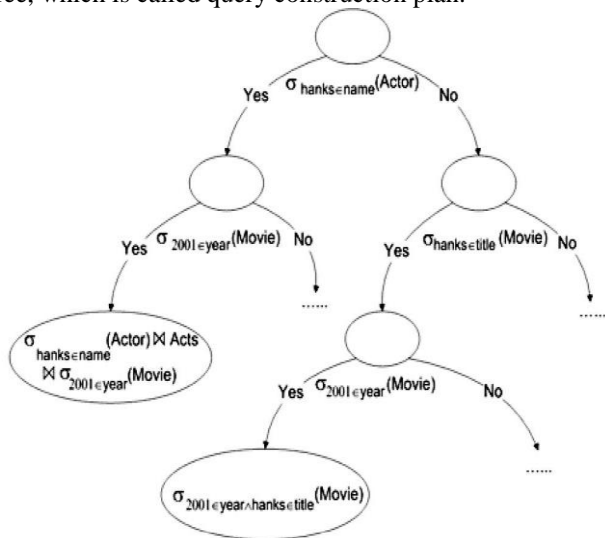 which is called query construction plan.
σ hanks∈name(Actor)
Yes
No
σ 2001∈year(Movie)
Yes
No
σ hanks∈title(Movie)
Yes
No
......
......
σ hanks∈name (Actor) ⋈ Acts
⋈ σ 2001∈year(Movie)
σ 2001∈year(Movie)
Yes
No
......
σ 2001∈year∧hanks∈title(Movie)